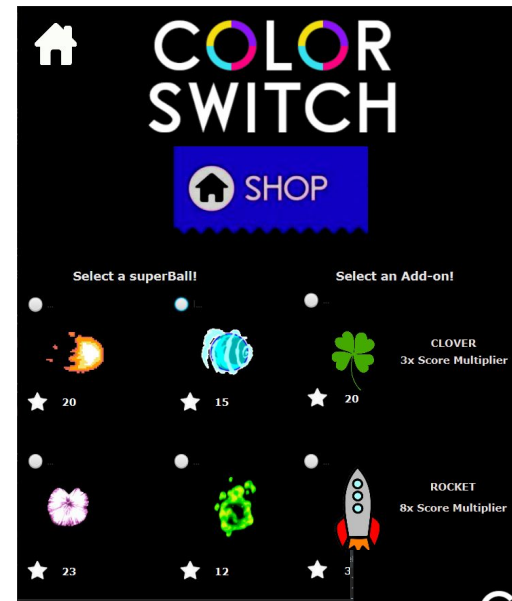 COLOR
SWITCH
SHOP
Select a superBall!
Select an Add-on!
CLOVER
3x Score Multiplier
20
15
20
ROCKET
8x Score Multiplier
23
12